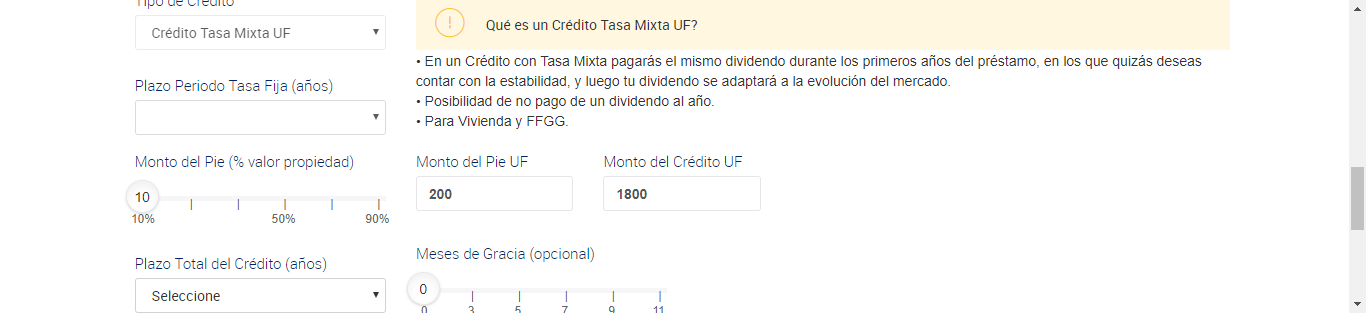 Tipo de Crédito
Crédito Tasa Mixta UF
Qué es un Crédito Tasa Mixta UF?
• En un Crédito con Tasa Mixta pagarás el mismo dividendo durante los primeros años del préstamo, en los que quizás deseas
contar con la estabilidad, y luego tu dividendo se adaptará a la evolución del mercado.
• Posibilidad de no pago de un dividendo al año.
• Para Vivienda y FFGG.
Plazo Periodo Tasa Fija (años)
Monto del Pie (% valor propiedad)
10
10% 50% 90%
Monto del Pie UF
200
Monto del Crédito UF
1800
Plazo Total del Crédito (años)
Seleccione
Meses de Gracia (opcional)
0
0 3 5 7 9 11